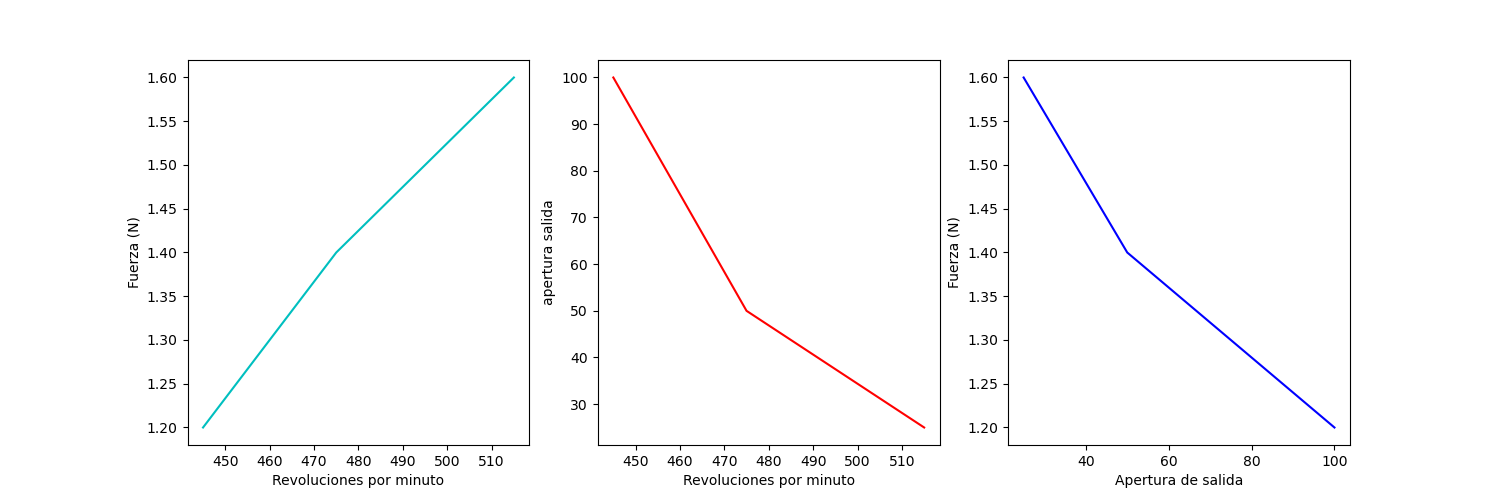 1.60
1.55
1.50
1.45
1.40
1.35
1.30
1.25
1.20
Fuerza (N)
450 460 470 480 490 500 510
Revoluciones por minuto
100
90
80
70
60
50
40
30
apertura salida
450 460 470 480 490 500 510
Revoluciones por minuto
1.60
1.55
1.50
1.45
1.40
1.35
1.30
1.25
1.20
Fuerza (N)
40 60 80 100
Apertura de salida